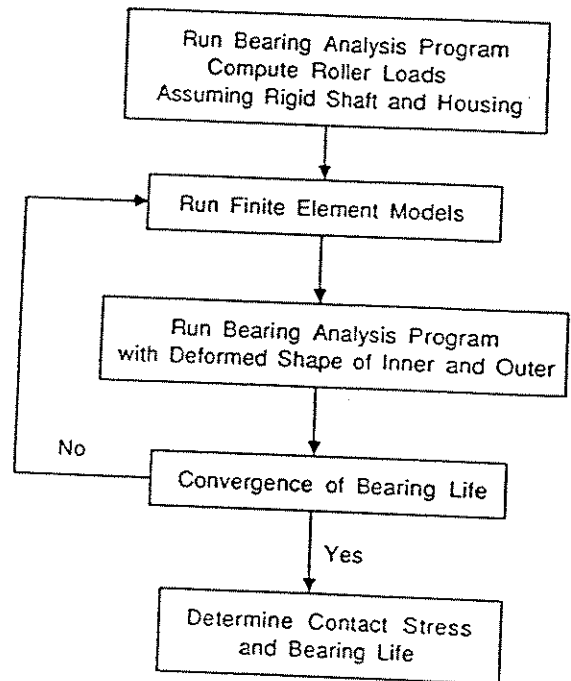 Run Bearing Analysis Program
Compute Roller Loads
Assuming Rigid Shaft and Housing
Run Finite Element Models
Run Bearing Analysis Program
with Deformed Shape of Inner and Outer
No
Convergence of Bearing Life
Yes
Determine Contact Stress
and Bearing Life